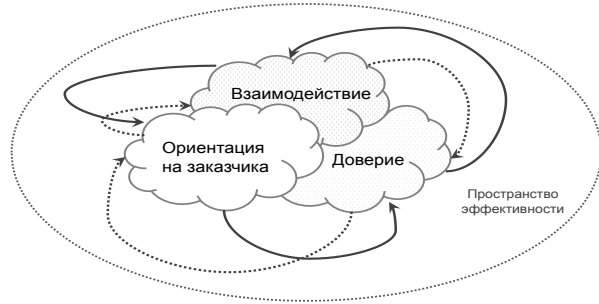 Взаимодействие
Ориентация
на заказчика
Доверие
Пространство
эффективности